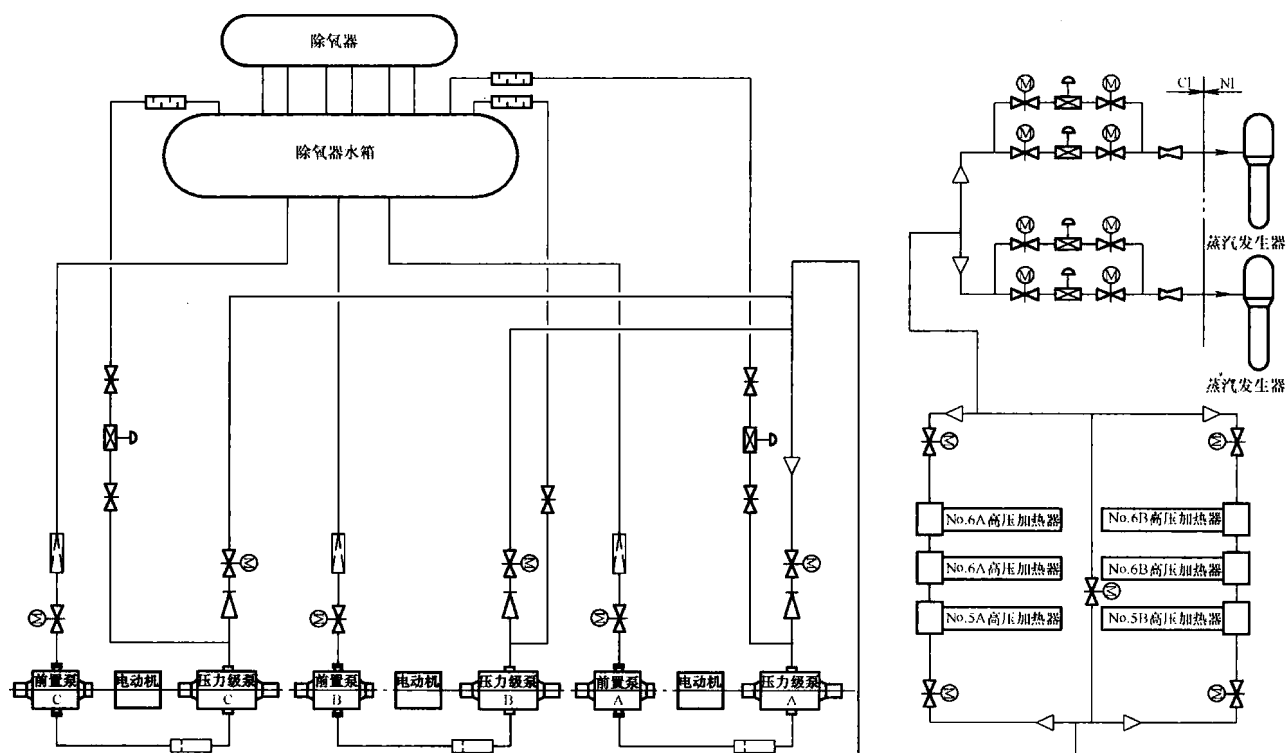 除氧器
除氧器水箱
M
M
M
M
CI
NI
蒸汽发生器
M
M
M
M
蒸汽发生器
M
M
No.6A高压加热器
No.6B高压加热器
No.6A高压加热器
No.6B高压加热器
M
No.5A高压加热器
No.5B高压加热器
M
M
M
M
M
M
M
M
前置泵
C
电动机
压力级泵
C
前置泵
B
电动机
压力级泵
B
前置泵
A
电动机
压力级泵
A